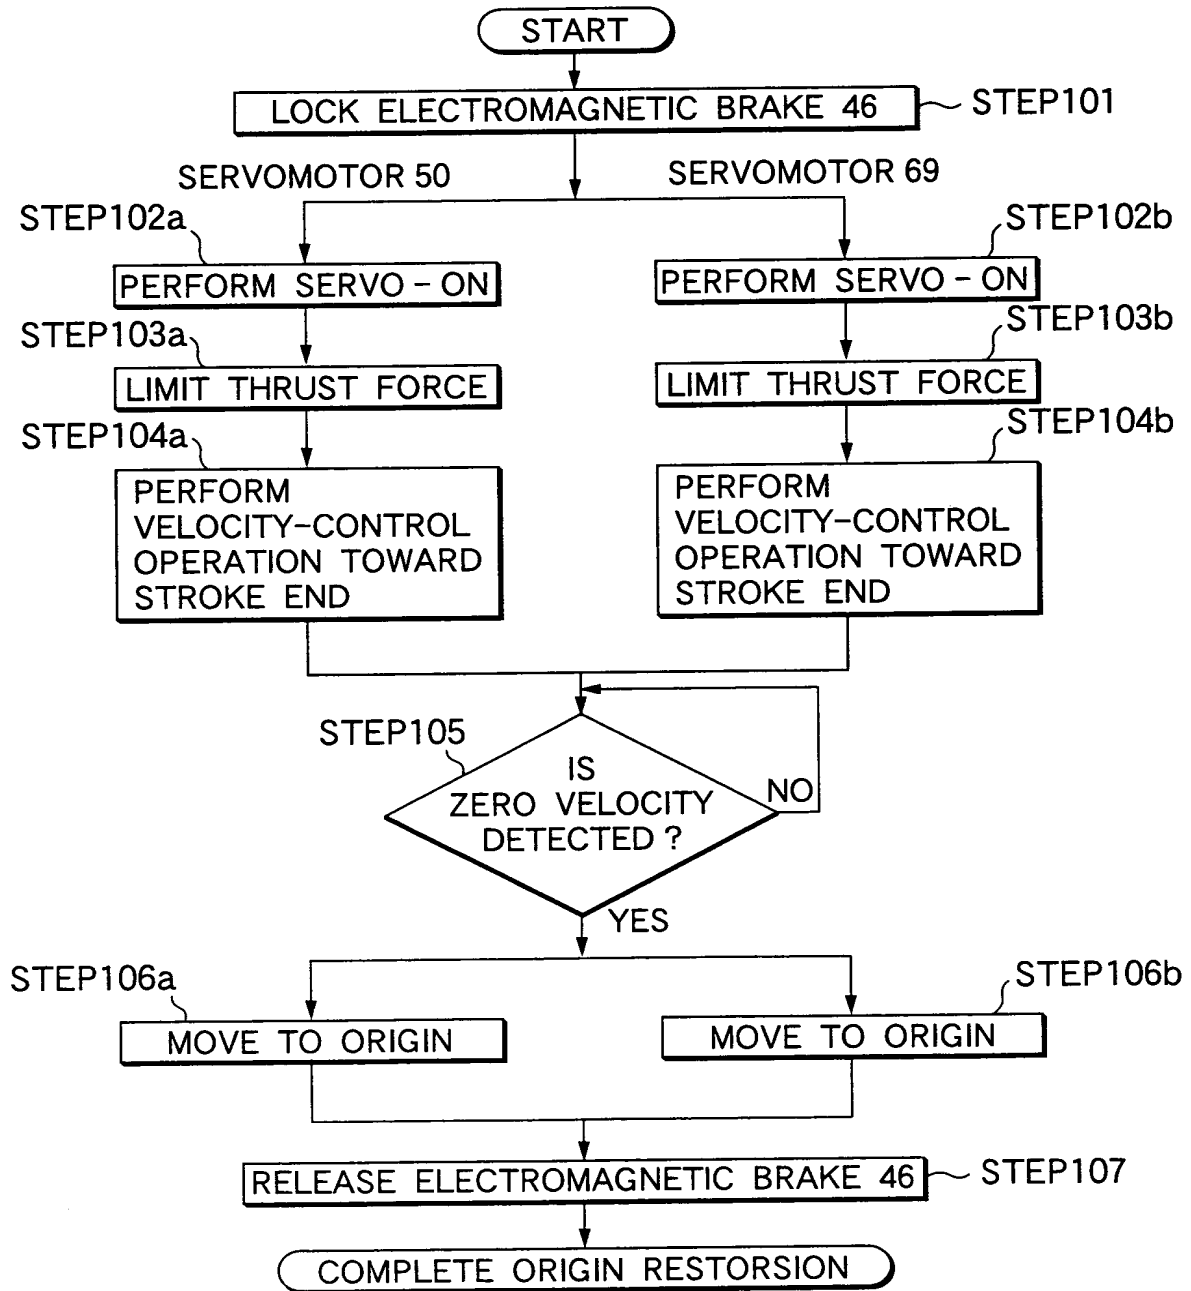 START
LOCK ELECTROMAGNETIC BRAKE 46
STEP101
SERVOMOTOR 50
SERVOMOTOR 69
STEP102a
STEP102b
PERFORM SERVO-ON
PERFORM SERVO-ON
STEP103a
STEP103b
LIMIT THRUST FORCE
LIMIT THRUST FORCE
STEP104a
STEP104b
PERFORM
VELOCITY-CONTROL
OPERATION TOWARD
STROKE END
PERFORM
VELOCITY-CONTROL
OPERATION TOWARD
STROKE END
STEP105
IS
ZERO VELOCITY
DETECTED?
NO
YES
STEP106a
STEP106b
MOVE TO ORIGIN
MOVE TO ORIGIN
RELEASE ELECTROMAGNETIC BRAKE 46
STEP107
COMPLETE ORIGIN RESTORSION